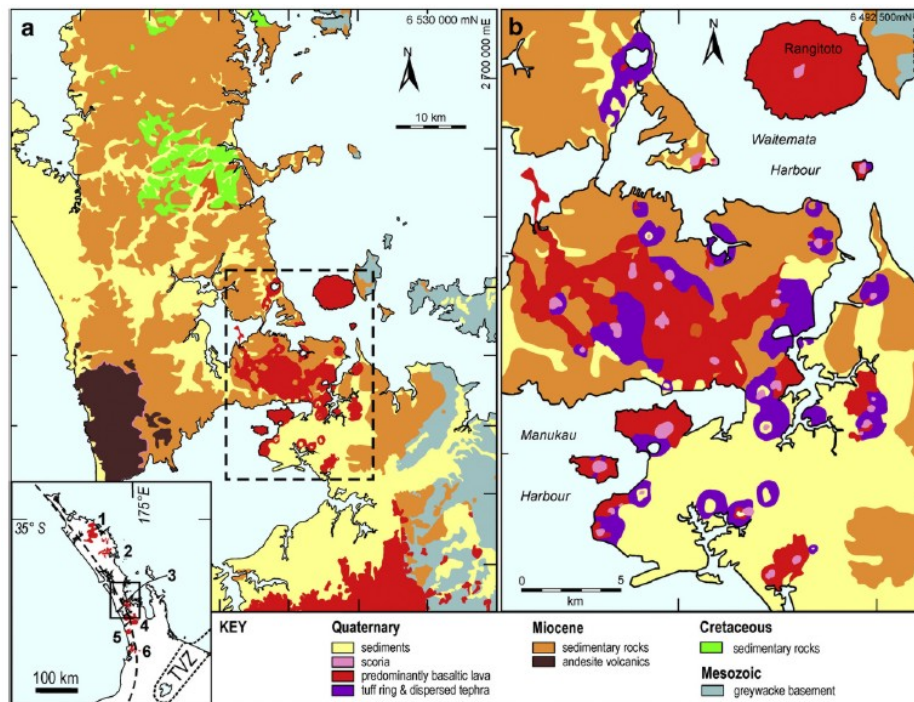 a
6 530 000 mN
2 700 000 mE
N
10 km
35° S
175°E
1
2
3
4
5
6
TVZ
100 km
b
6 492 500mN
N
Rangitoto
Waitemata
Harbour
Manukau
Harbour
0 5
km
KEY
Quaternary
sediments
scoria
predominantly basaltic lava
tuff ring & dispersed tephra
Miocene
sedimentary rocks
andesite volcanics
Cretaceous
sedimentary rocks
Mesozoic
greywacke basement